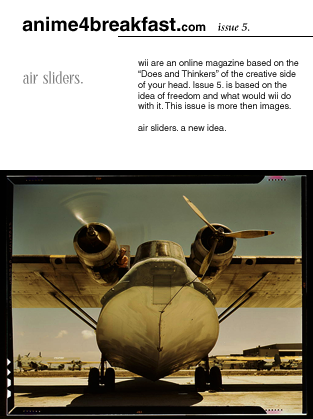 anime4breakfast.com issue 5.
air sliders.
wii are an online magazine based on the
“Does and Thinkers” of the creative side
of your head. Issue 5. is based on the
idea of freedom and what would wii do
with it. This issue is more then images.
air sliders. a new idea.